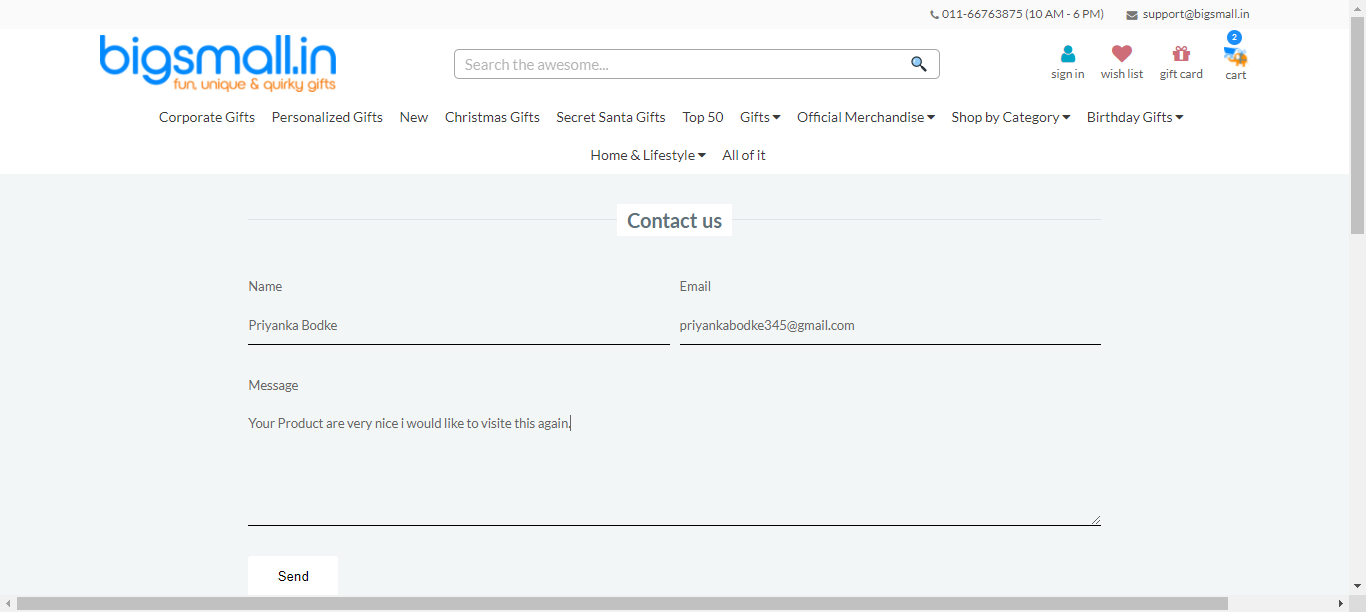 011-66763875 (10 AM - 6 PM) support@bigsmall.in
bigsmall.in
fun, unique & quirky gifts
Search the awesome...
2
sign in wish list gift card cart
Corporate Gifts Personalized Gifts New Christmas Gifts Secret Santa Gifts Top 50 Gifts Official Merchandise Shop by Category Birthday Gifts
Home & Lifestyle All of it
Contact us
Name Email
Priyanka Bodke priyankabodke345@gmail.com
Message
Your Product are very nice i would like to visite this again.
Send